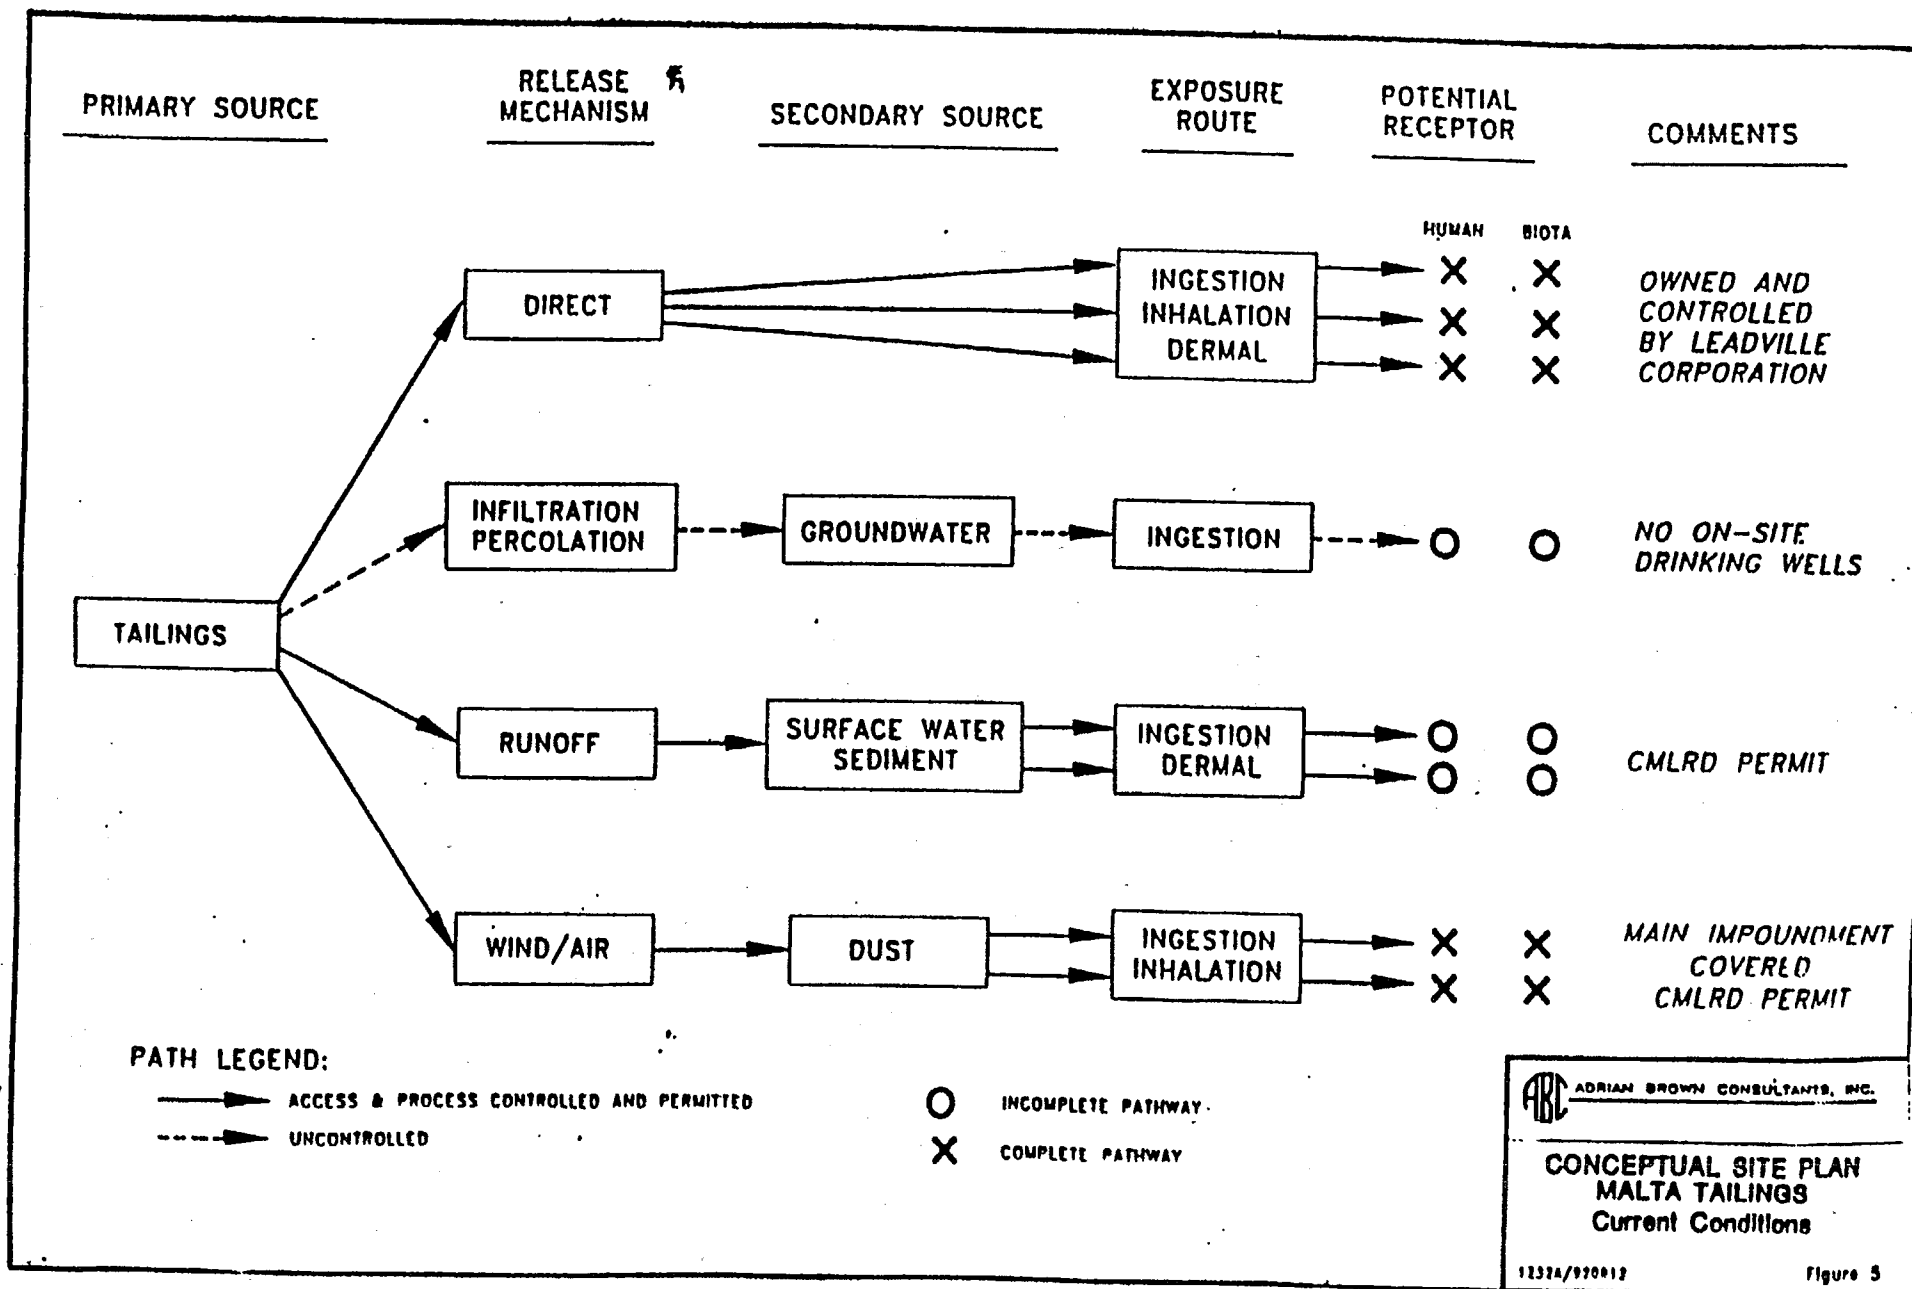 PRIMARY SOURCE
RELEASE
MECHANISM
SECONDARY SOURCE
EXPOSURE
ROUTE
POTENTIAL
RECEPTOR
COMMENTS
HUMAN
BIOTA
DIRECT
INGESTION
INHALATION
DERMAL
X X
X X
X X
OWNED AND
CONTROLLED
BY LEADVILLE
CORPORATION
INFILTRATION
PERCOLATION
GROUNDWATER
INGESTION
O O
NO ON-SITE
DRINKING WELLS
TAILINGS
RUNOFF
SURFACE WATER
SEDIMENT
INGESTION
DERMAL
O O
O O
CMLRD PERMIT
WIND/AIR
DUST
INGESTION
INHALATION
X X
X X
MAIN IMPOUNDMENT
COVERED
CMLRD PERMIT
PATH LEGEND:
ACCESS & PROCESS CONTROLLED AND PERMITTED
UNCONTROLLED
O INCOMPLETE PATHWAY
X COMPLETE PATHWAY
ABC ADRIAN BROWN CONSULTANTS, INC.
CONCEPTUAL SITE PLAN
MALTA TAILINGS
Current Conditions
Figure 5